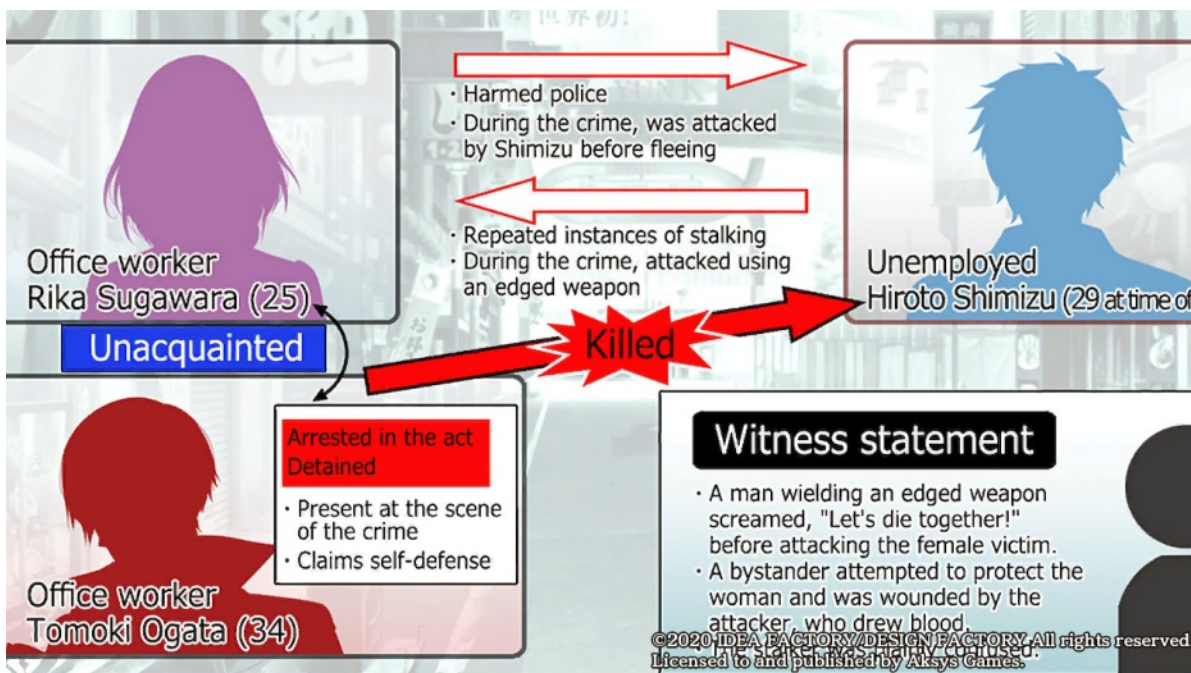 · Harmed police
· During the crime, was attacked
by Shimizu before fleeing
· Repeated instances of stalking
· During the crime, attacked using
an edged weapon
Office worker
Rika Sugawara (25)
Unemployed
Hiroto Shimizu (29 at time of
Unacquainted
Killed
Arrested in the act
Detained
· Present at the scene
of the crime
· Claims self-defense
Office worker
Tomoki Ogata (34)
Witness statement
· A man wielding an edged weapon
screamed, "Let's die together!"
before attacking the female victim.
· A bystander attempted to protect the
woman and was wounded by the
attacker, who drew blood.
· The stalker was mainly confused.
©2020 IDEA FACTORY/DESIGN FACTORY. All rights reserved.
Licensed to and published by Aksys Games.